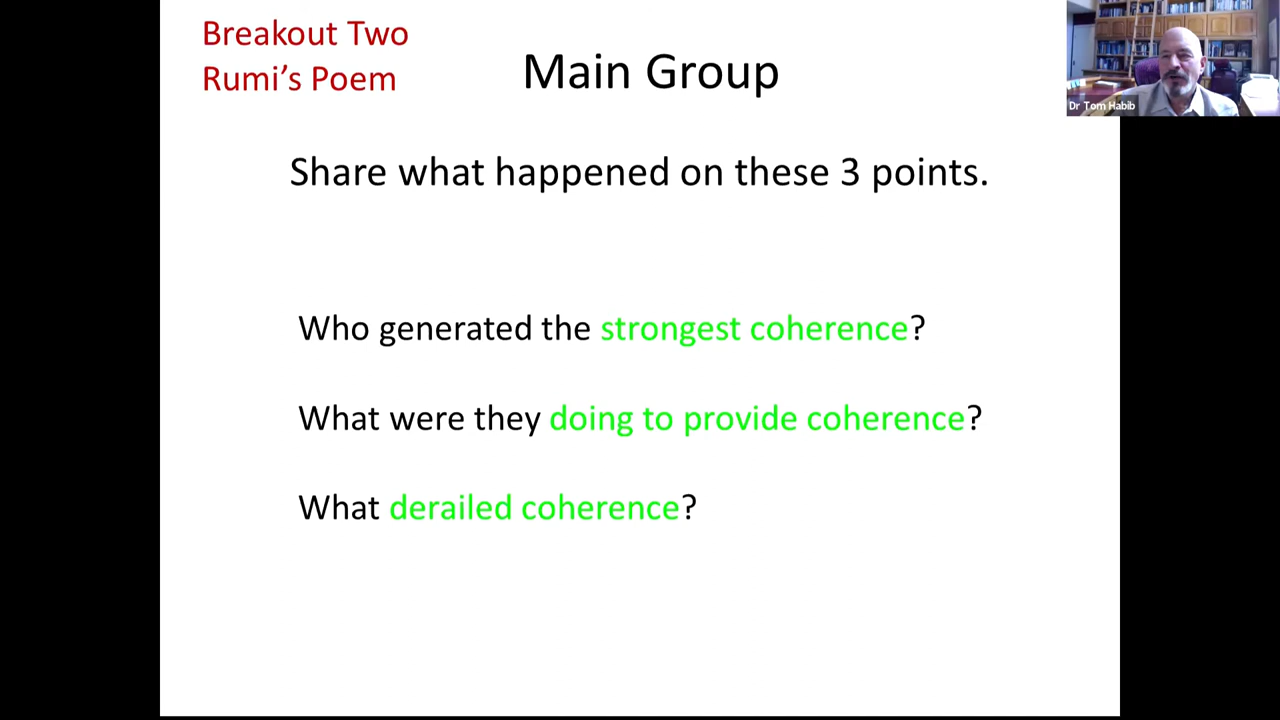 Breakout Two
Rumi's Poem
Main Group
Dr Tom Habib
Share what happened on these 3 points.
Who generated the strongest coherence?
What were they doing to provide coherence?
What derailed coherence?